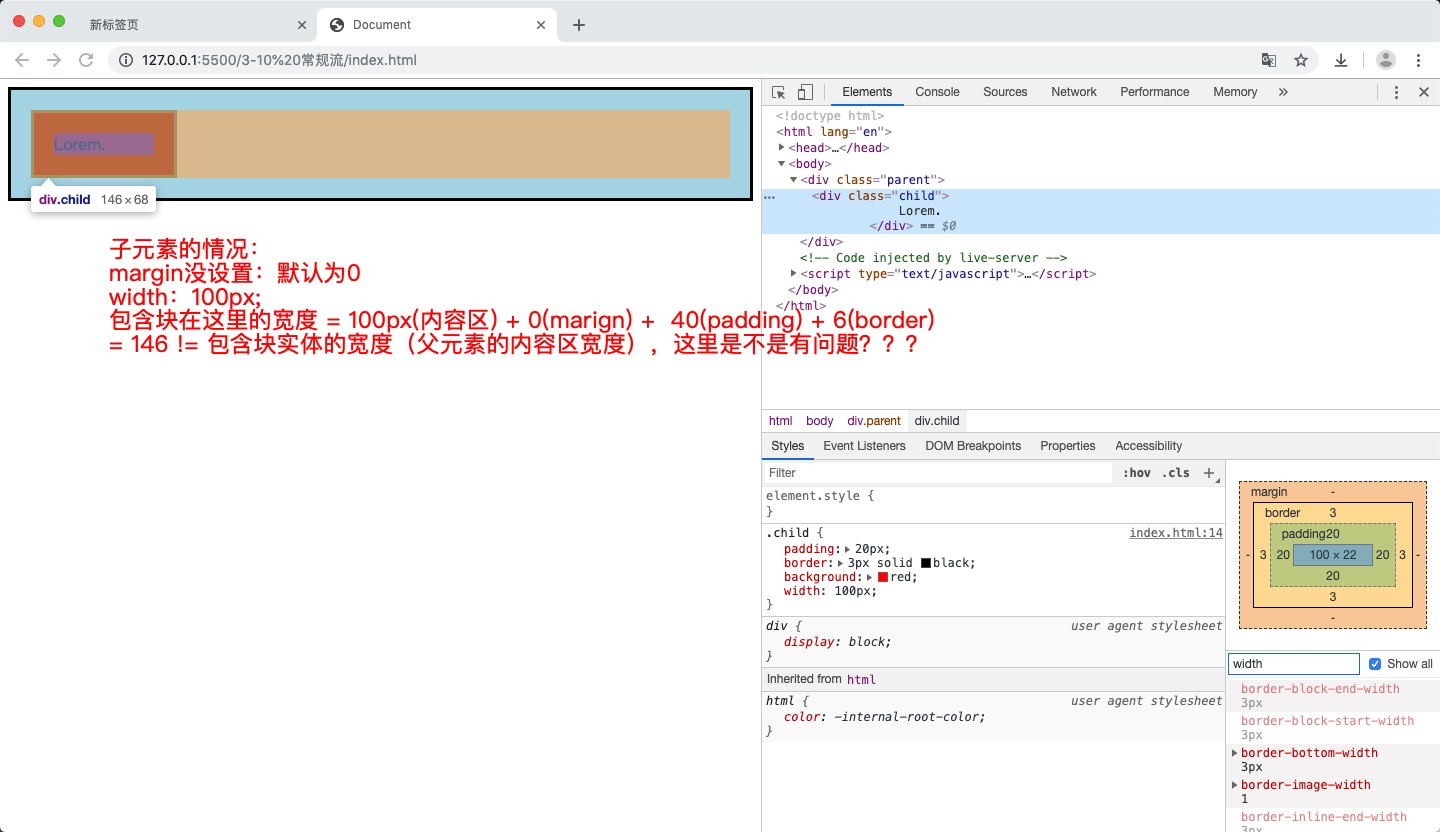 新标签页
Document
127.0.0.1:5500/3-10%20常规流/index.html
Lorem.
div.child 146 × 68
子元素的情况：
margin没设置：默认为0
width：100px;
包含块在这里的宽度 = 100px(内容区) + 0(marign) + 40(padding) + 6(border)
= 146 != 包含块实体的宽度（父元素的内容区宽度），这里是不是有问题？？？
Elements Console Sources Network Performance Memory »
<!doctype html>
<html lang="en">
<head>…</head>
<body>
<div class="parent">
<div class="child">
Lorem.
</div> == $0
</div>
<!-- Code injected by live-server -->
<script type="text/javascript">…</script>
</body>
</html>
html body div.parent div.child
Styles Event Listeners DOM Breakpoints Properties Accessibility
Filter :hov .cls +
element.style {
}
.child { index.html:14
padding: 20px;
border: 3px solid black;
background: red;
width: 100px;
}
div { user agent stylesheet
display: block;
}
Inherited from html
html { user agent stylesheet
color: -internal-root-color;
}
margin -
border 3
padding20
- 3 20 100 × 22 20 3 -
20
3
-
width Show all
border-block-end-width
3px
border-block-start-width
3px
border-bottom-width
3px
border-image-width
1
border-inline-end-width
3px